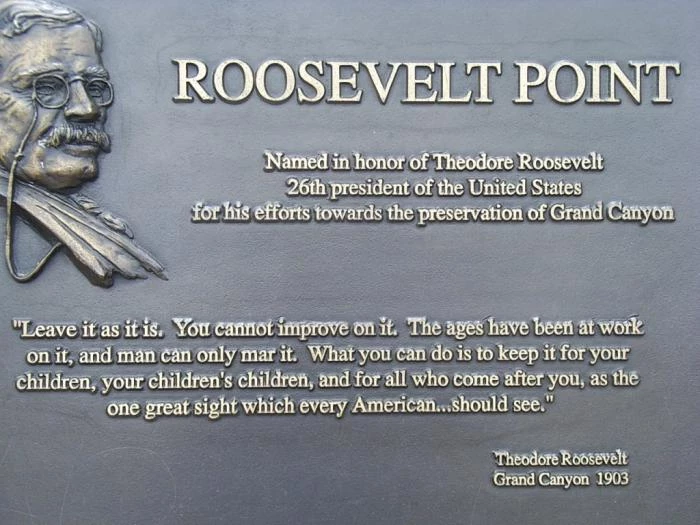 ROOSEVELT POINT
Named in honor of Theodore Roosevelt
26th president of the United States
for his efforts towards the preservation of Grand Canyon
"Leave it as it is.  You cannot improve on it.  The ages have been at work
on it, and man can only mar it.  What you can do is to keep it for your
children, your children's children, and for all who come after you, as the
one great sight which every American...should see."
Theodore Roosevelt
Grand Canyon 1903